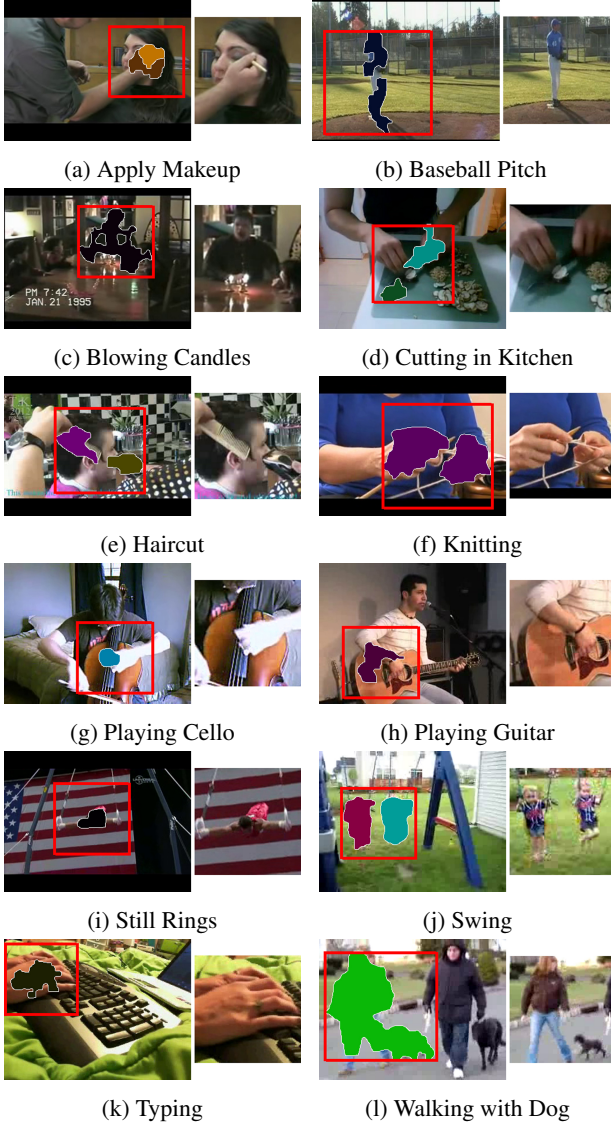 (a) Apply Makeup
(b) Baseball Pitch
PM 7:42
JAN.21 1995
(c) Blowing Candles
(d) Cutting in Kitchen
This
(e) Haircut
(f) Knitting
(g) Playing Cello
(h) Playing Guitar
(i) Still Rings
(j) Swing
(k) Typing
(l) Walking with Dog